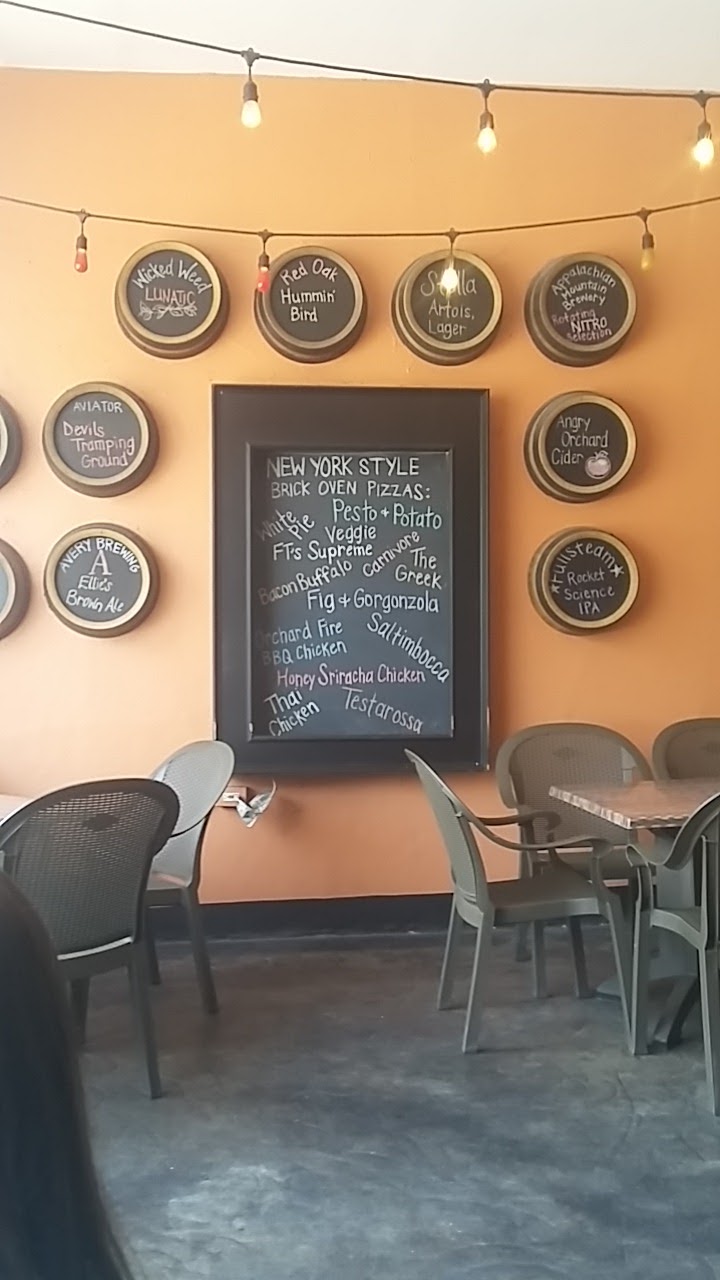 Wicked Weed
LUNATIC
Red Oak
Hummin'
Bird
Stella
Artois,
Lager
Appalachian
Mountain
Brewery
Rotating
NITRO
Selection
AVIATOR
Devils
Tramping
Ground
Angry
Orchard
Cider
AVERY BREWING
A
Ellie's
Brown Ale
★Fullsteam★
Rocket
Science
IPA
NEW YORK STYLE
BRICK OVEN PIZZAS:
White
Pie
Pesto + Potato
Veggie
FT's Supreme
Carnivore
The
Greek
Bacon Buffalo
Fig & Gorgonzola
Orchard Fire
BBQ Chicken
Saltimbocca
Honey Sriracha Chicken
Thai
Chicken
Testarossa